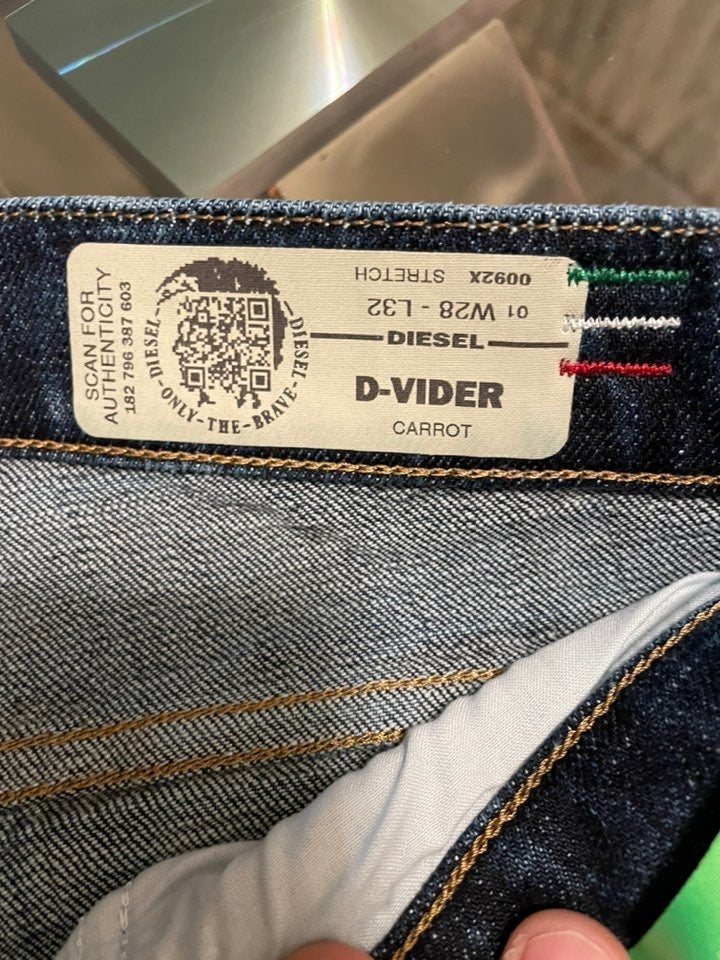 SCAN FOR
AUTHENTICITY
182 796 387 603
DIESEL-ONLY-THE-BRAVE-DIESEL
0092X STRETCH
01 W28 - L32
DIESEL
D-VIDER
CARROT